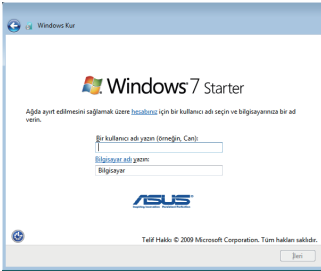 Windows Kur
Windows 7 Starter
Ağda ayırt edilmesini sağlamak üzere hesabınız için bir kullanıcı adı seçin ve bilgisayarınıza bir ad
verin.
Bir kullanıcı adı yazın (örneğin, Can):
Bilgisayar adı yazın:
Bilgisayar
ASUS
Telif Hakkı © 2009 Microsoft Corporation. Tüm hakları saklıdır.
İleri